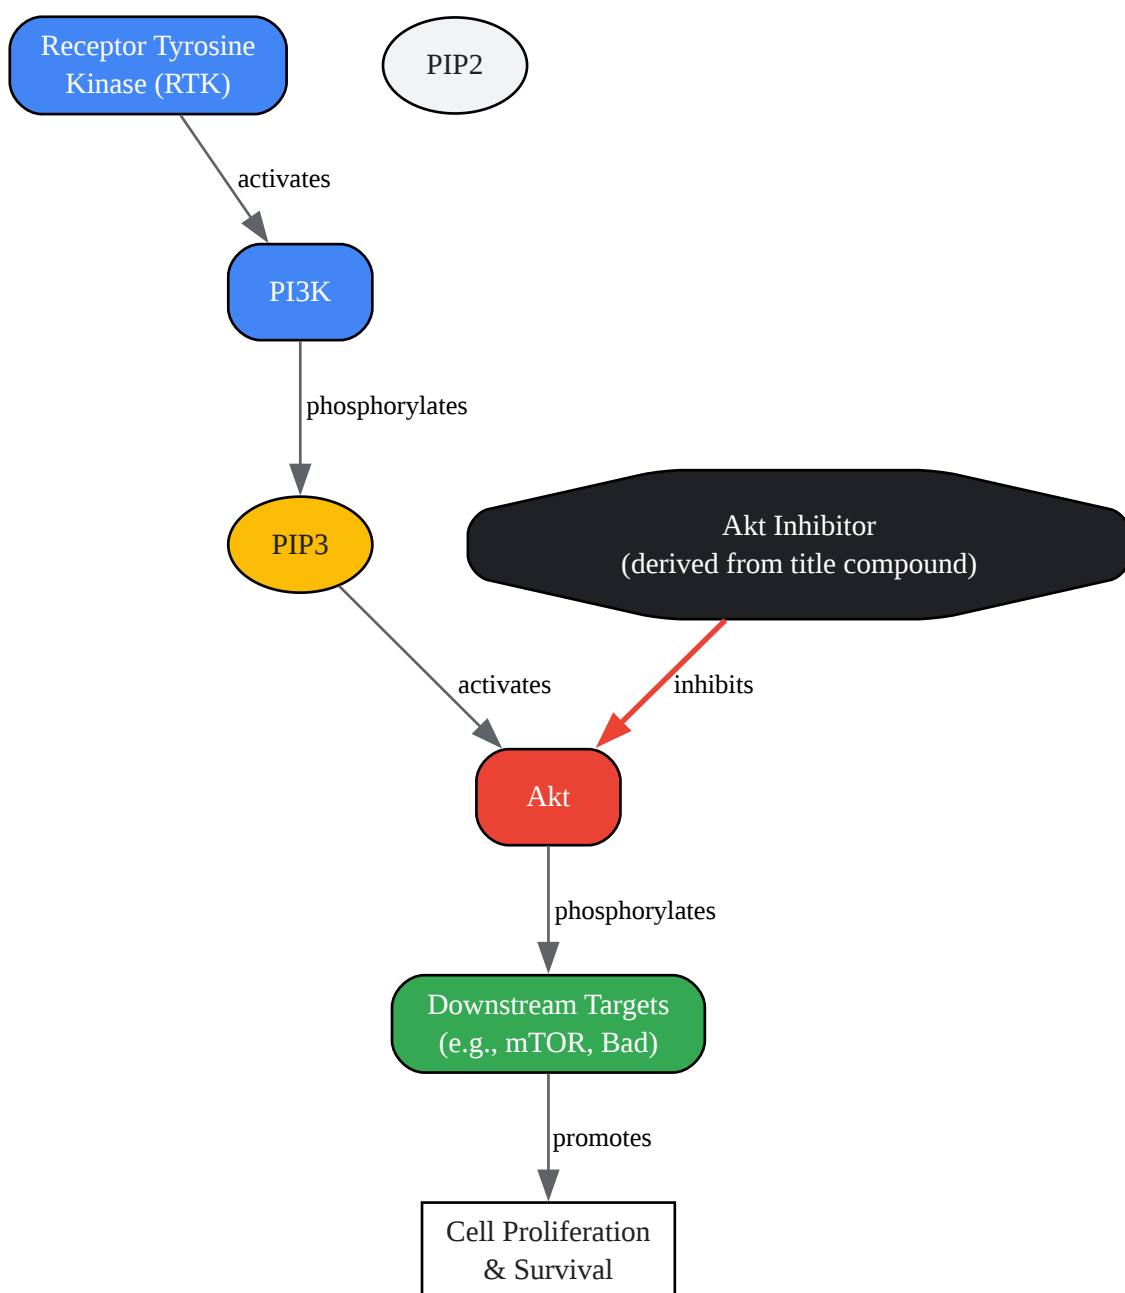 Receptor Tyrosine
Kinase (RTK)
PIP2
activates
PI3K
phosphorylates
PIP3
Akt Inhibitor
(derived from title compound)
activates
inhibits
Akt
phosphorylates
Downstream Targets
(e.g., mTOR, Bad)
promotes
Cell Proliferation
& Survival